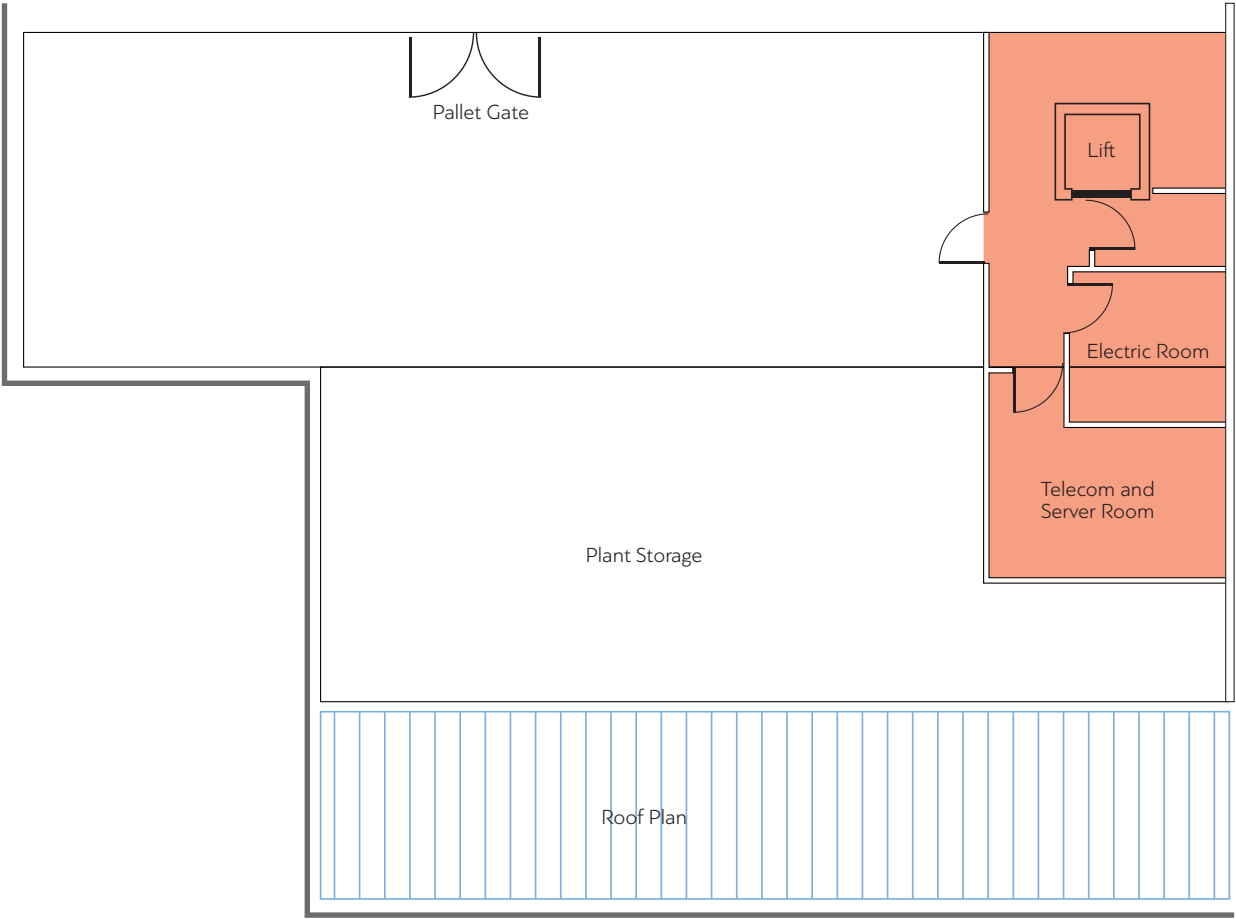 Pallet Gate
Lift
Electric Room
Telecom and
Server Room
Plant Storage
Roof Plan